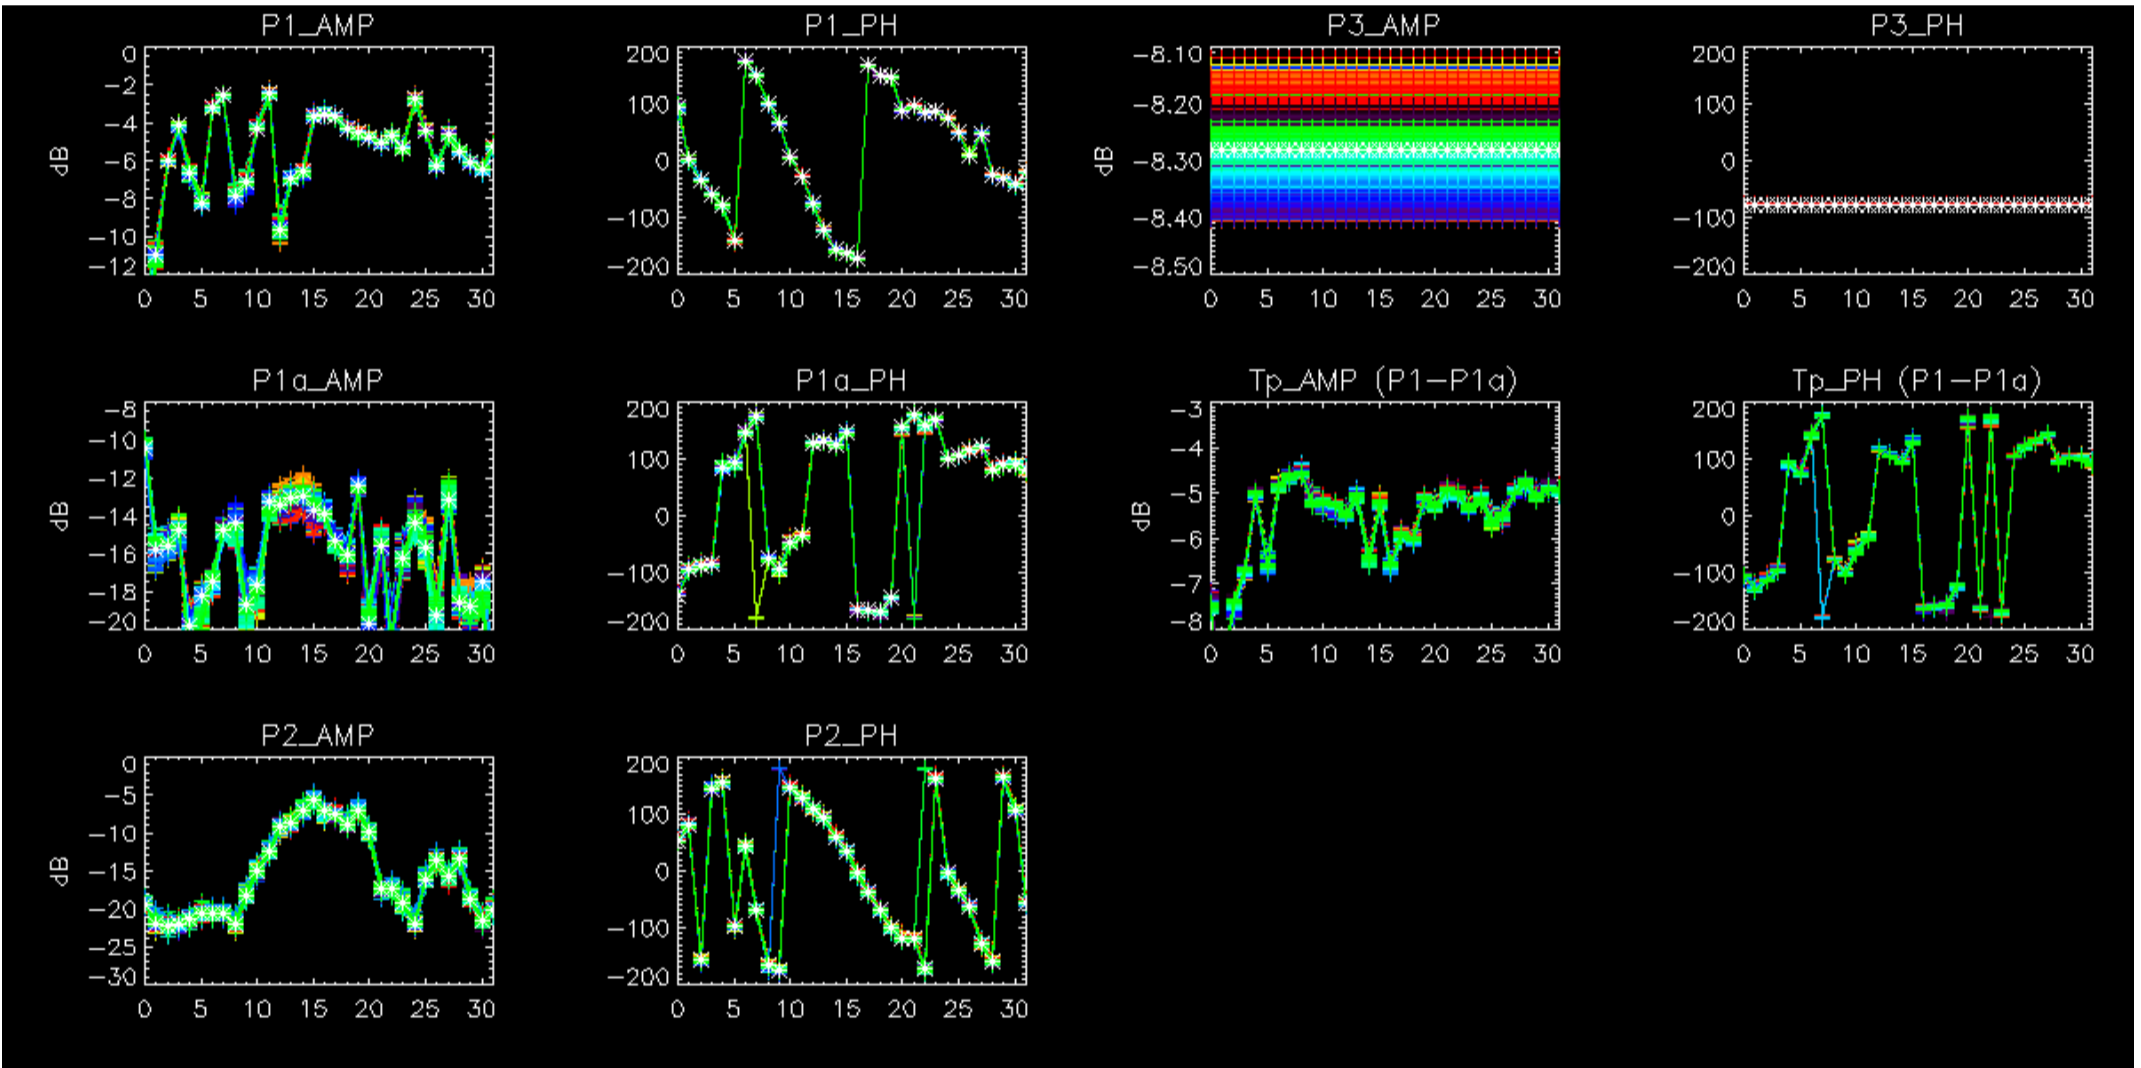 P1_AMP P1_PH P3_AMP P3_PH
0 200 -8.10 200
-2
-4 100 -8.20 100
dB -6 0 dB -8.30 0
-8
-10 -100 -8.40 -100
-12 -200 -8.50 -200
0 5 10 15 20 25 30 0 5 10 15 20 25 30 0 5 10 15 20 25 30 0 5 10 15 20 25 30
P1a_AMP P1a_PH Tp_AMP (P1-P1a) Tp_PH (P1-P1a)
-8 200 -3 200
-10 100 -4 100
-12
dB -14 0 dB -5 0
-16 -6
-18 -100 -7 -100
-20 -200 -8 -200
0 5 10 15 20 25 30 0 5 10 15 20 25 30 0 5 10 15 20 25 30 0 5 10 15 20 25 30
P2_AMP P2_PH
0 200
-5 100
-10
dB -15 0
-20 -100
-25
-30 -200
0 5 10 15 20 25 30 0 5 10 15 20 25 30